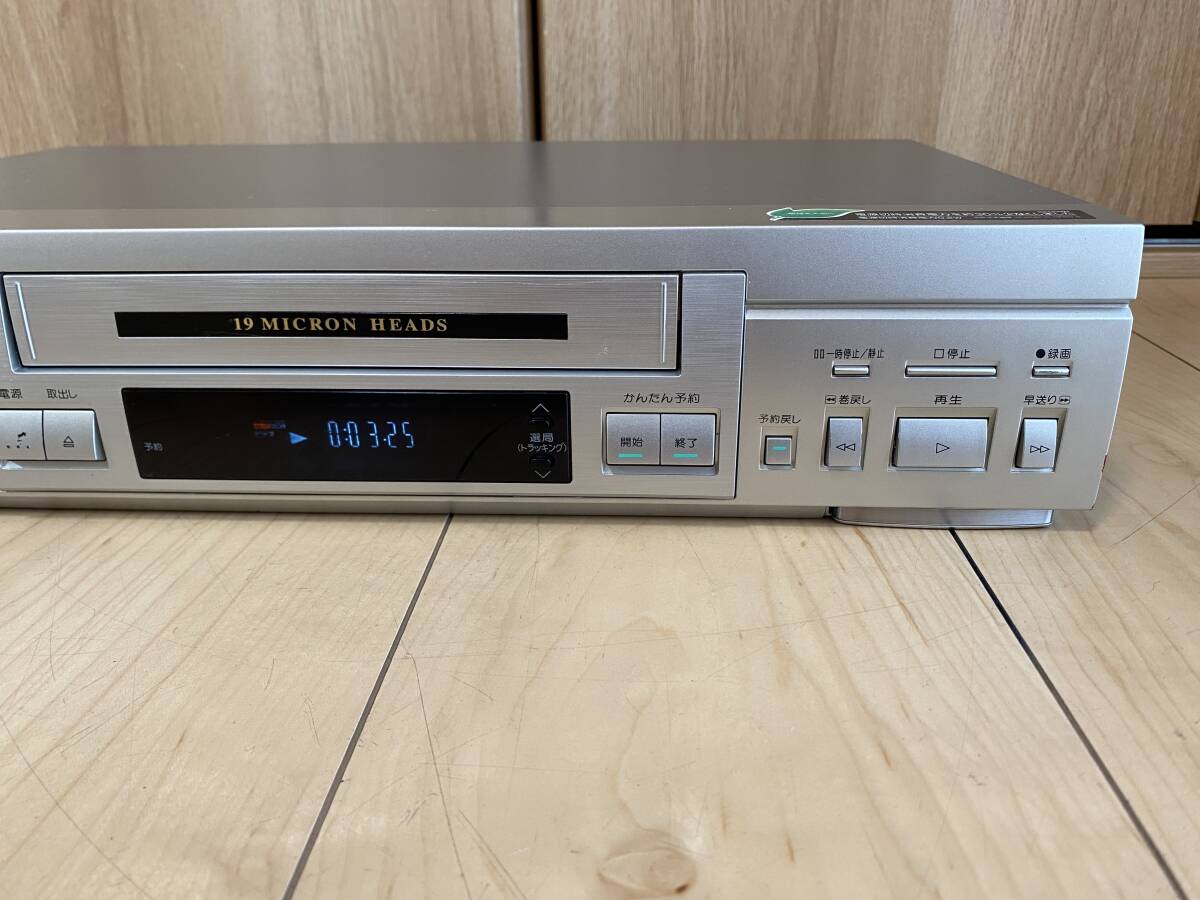 19 MICRON HEADS
▯▯一時停止/静止
□停止
●録画
電源
取出し
かんたん予約
開始
終了
予約戻し
◀◀巻戻し
再生
早送り▶▶
予約
0:03:25
選局
(トラッキング)